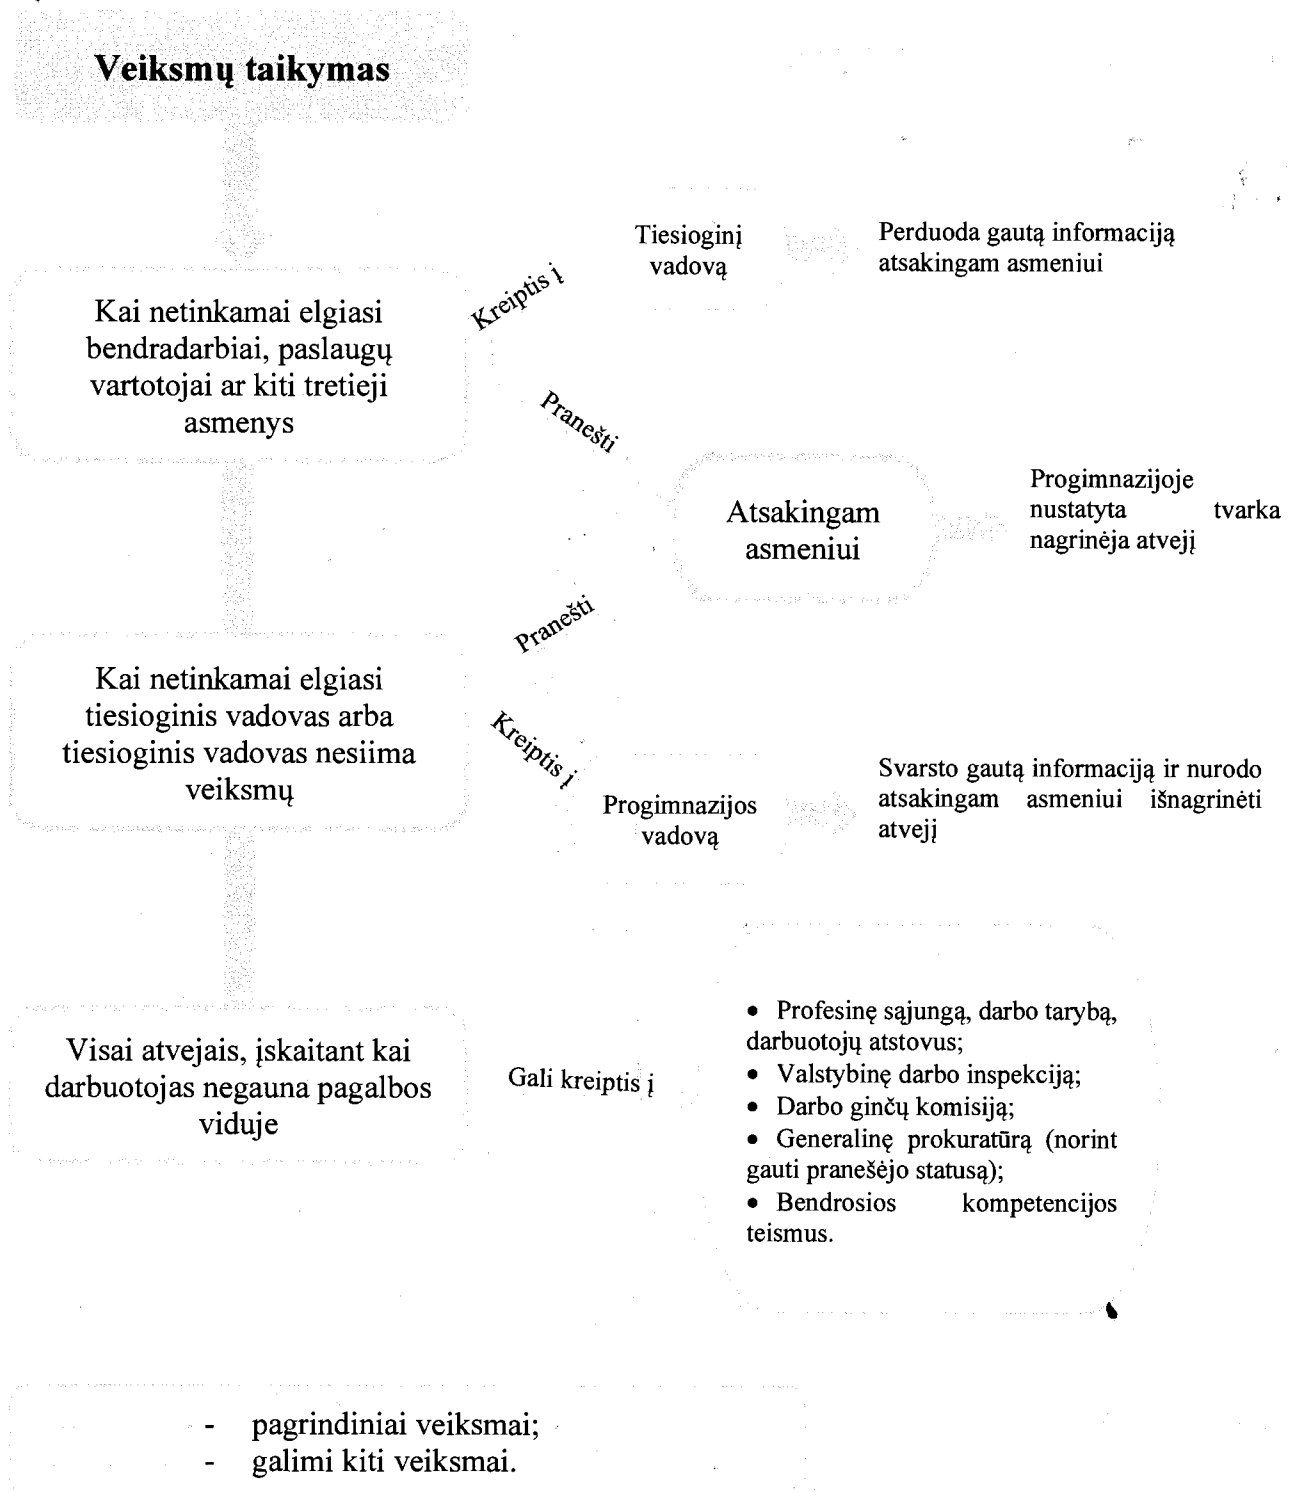 Veiksmų taikymas
Kai netinkamai elgiasi
bendradarbiai, paslaugų
vartotojai ar kiti tretieji
asmenys
Kreiptis į
Tiesioginį
vadovą
Perduoda gautą informaciją
atsakingam asmeniui
Pranešti
Atsakingam
asmeniui
Progimnazijoje
nustatyta tvarka
nagrinėja atvejį
Kai netinkamai elgiasi
tiesioginis vadovas arba
tiesioginis vadovas nesiima
veiksmų
Pranešti
Kreiptis į
Progimnazijos
vadovą
Svarsto gautą informaciją ir nurodo
atsakingam asmeniui išnagrinėti
atvejį
Visai atvejais, įskaitant kai
darbuotojas negauna pagalbos
viduje
Gali kreiptis į
• Profesinę sąjungą, darbo tarybą,
darbuotojų atstovus;
• Valstybinę darbo inspekciją;
• Darbo ginčų komisiją;
• Generalinę prokuratūrą (norint
gauti pranešėjo statusą);
• Bendrosios kompetencijos
teismus.
- pagrindiniai veiksmai;
- galimi kiti veiksmai.